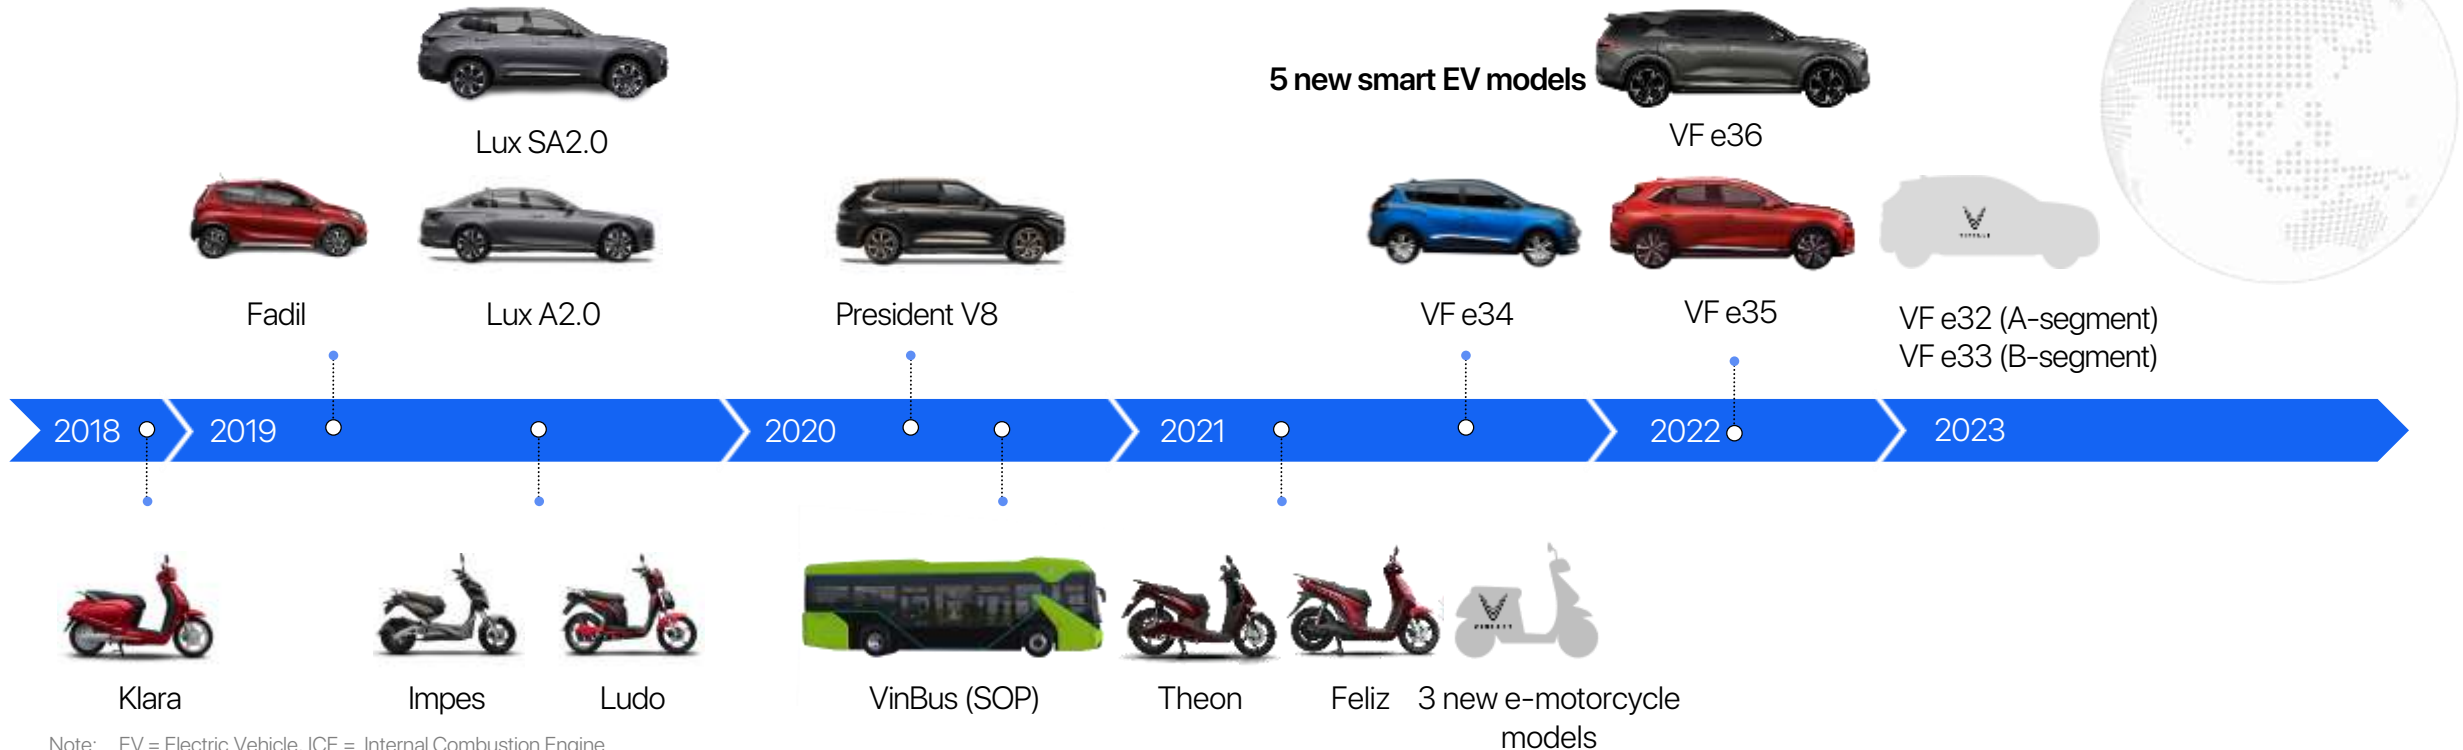 5 new smart EV models
Lux SA2.0
VF e36
Fadil
Lux A2.0
President V8
VF e34
VF e35
VF e32 (A-segment)
VF e33 (B-segment)
2018
2019
2020
2021
2022
2023
Klara
Impes
Ludo
VinBus (SOP)
Theon
Feliz
3 new e-motorcycle
models
Note: EV = Electric Vehicle, ICE = Internal Combustion Engine